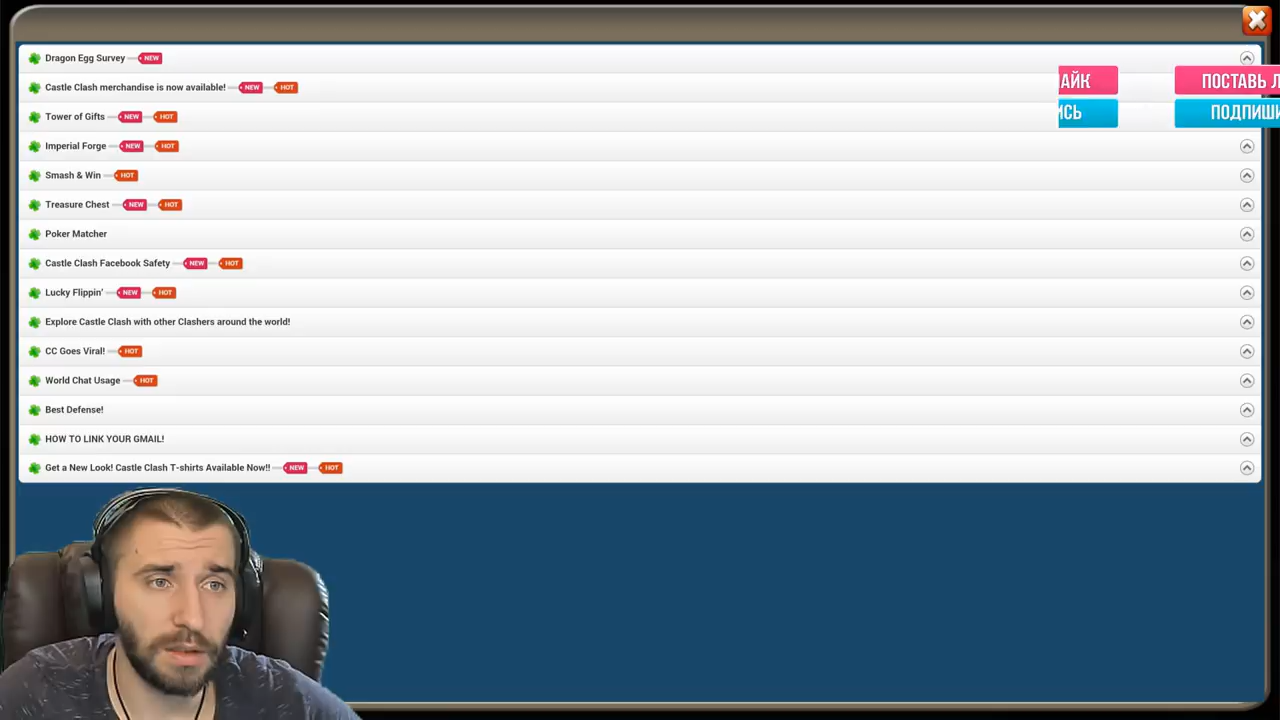 Dragon Egg Survey NEW
Castle Clash merchandise is now available! NEW HOT
АЙК ПОСТАВЬ Л
Tower of Gifts NEW HOT
ИСЬ ПОДПИШИ
Imperial Forge NEW HOT
Smash & Win HOT
Treasure Chest NEW HOT
Poker Matcher
Castle Clash Facebook Safety NEW HOT
Lucky Flippin' NEW HOT
Explore Castle Clash with other Clashers around the world!
CC Goes Viral! HOT
World Chat Usage HOT
Best Defense!
HOW TO LINK YOUR GMAIL!
Get a New Look! Castle Clash T-shirts Available Now!! NEW HOT